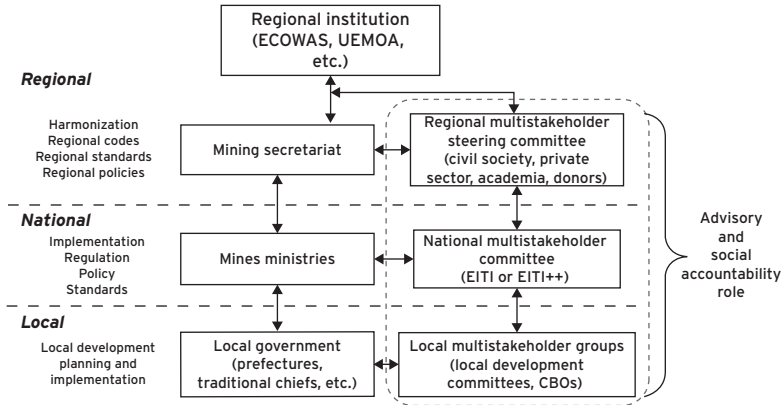 Regional institution
(ECOWAS, UEMOA,
etc.)
Regional
Harmonization
Regional codes
Regional standards
Regional policies
Mining secretariat
Regional multistakeholder
steering committee
(civil society, private
sector, academia, donors)
National
Implementation
Regulation
Policy
Standards
Mines ministries
National multistakeholder
committee
(EITI or EITI++)
Advisory
and
social
accountability
role
Local
Local development
planning and
implementation
Local government
(prefectures,
traditional chiefs, etc.)
Local multistakeholder groups
(local development
committees, CBOs)